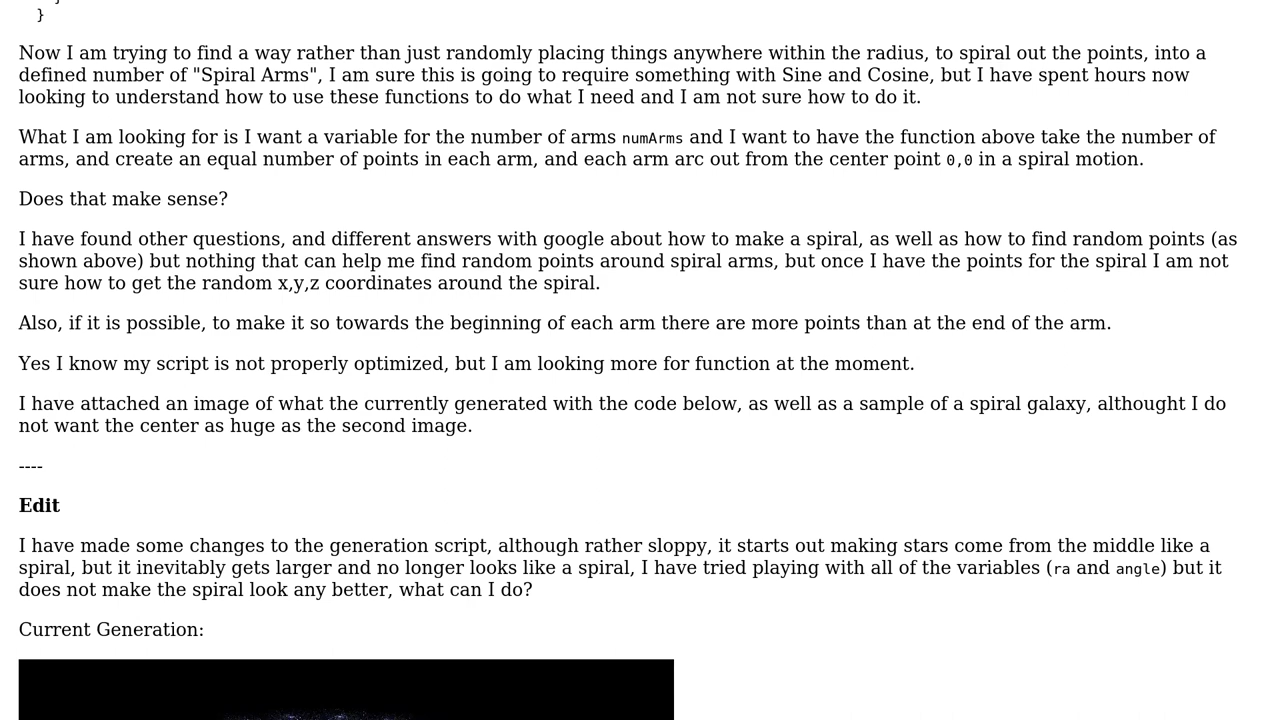 }
Now I am trying to find a way rather than just randomly placing things anywhere within the radius, to spiral out the points, into a
defined number of "Spiral Arms", I am sure this is going to require something with Sine and Cosine, but I have spent hours now
looking to understand how to use these functions to do what I need and I am not sure how to do it.
What I am looking for is I want a variable for the number of arms numArms and I want to have the function above take the number of
arms, and create an equal number of points in each arm, and each arm arc out from the center point 0,0 in a spiral motion.
Does that make sense?
I have found other questions, and different answers with google about how to make a spiral, as well as how to find random points (as
shown above) but nothing that can help me find random points around spiral arms, but once I have the points for the spiral I am not
sure how to get the random x,y,z coordinates around the spiral.
Also, if it is possible, to make it so towards the beginning of each arm there are more points than at the end of the arm.
Yes I know my script is not properly optimized, but I am looking more for function at the moment.
I have attached an image of what the currently generated with the code below, as well as a sample of a spiral galaxy, althought I do
not want the center as huge as the second image.
----
Edit
I have made some changes to the generation script, although rather sloppy, it starts out making stars come from the middle like a
spiral, but it inevitably gets larger and no longer looks like a spiral, I have tried playing with all of the variables (ra and angle) but it
does not make the spiral look any better, what can I do?
Current Generation: